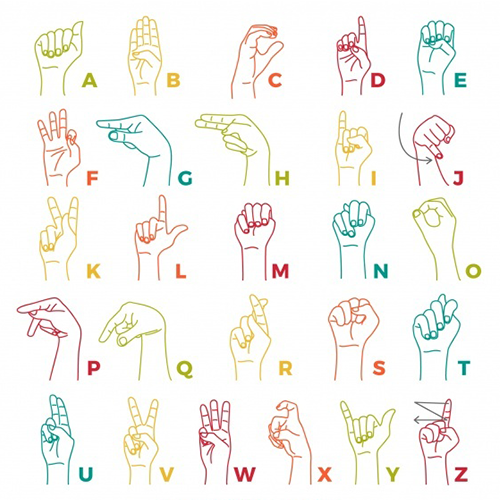 A B C D E
F G H I J
K L M N O
P Q R S T
U V W X Y Z